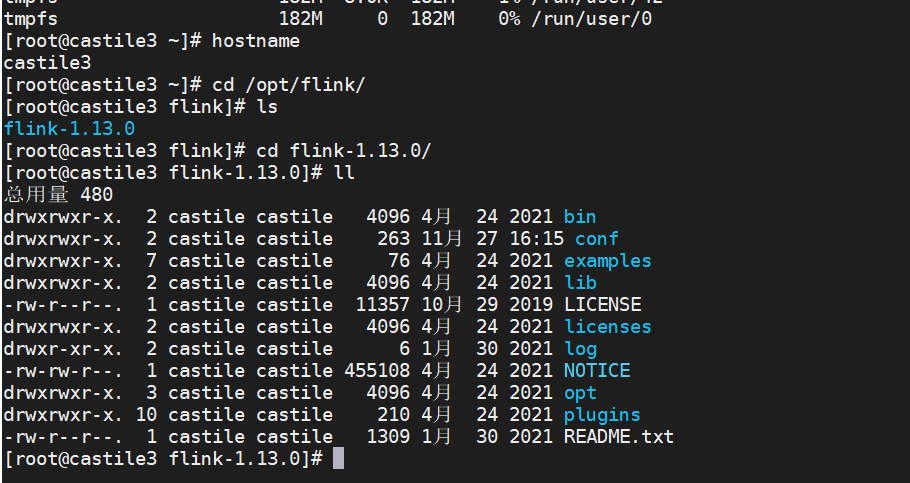 tmpfs 182M 0 182M 0% /run/user/0
[root@castile3 ~]# hostname
castile3
[root@castile3 ~]# cd /opt/flink/
[root@castile3 flink]# ls
flink-1.13.0
[root@castile3 flink]# cd flink-1.13.0/
[root@castile3 flink-1.13.0]# ll
总用量 480
drwxrwxr-x. 2 castile castile 4096 4月 24 2021 bin
drwxrwxr-x. 2 castile castile 263 11月 27 16:15 conf
drwxrwxr-x. 7 castile castile 76 4月 24 2021 examples
drwxrwxr-x. 2 castile castile 4096 4月 24 2021 lib
-rw-r--r--. 1 castile castile 11357 10月 29 2019 LICENSE
drwxrwxr-x. 2 castile castile 4096 4月 24 2021 licenses
drwxr-xr-x. 2 castile castile 6 1月 30 2021 log
-rw-rw-r--. 1 castile castile 455108 4月 24 2021 NOTICE
drwxrwxr-x. 3 castile castile 4096 4月 24 2021 opt
drwxrwxr-x. 10 castile castile 210 4月 24 2021 plugins
-rw-r--r--. 1 castile castile 1309 1月 30 2021 README.txt
[root@castile3 flink-1.13.0]#